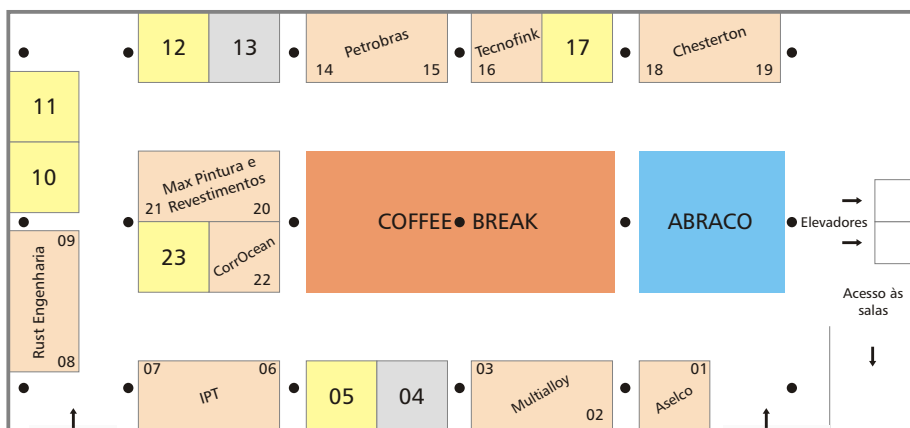 12
13
Petrobras
14
15
Tecnofink
16
17
Chesterton
18
19
11
10
Max Pintura e
Revestimentos
21
20
23
CorrOcean
22
COFFEE BREAK
ABRACO
Elevadores
Acesso às
salas
09
Rust Engenharia
08
07
06
IPT
05
04
03
Multialloy
02
01
Aselco